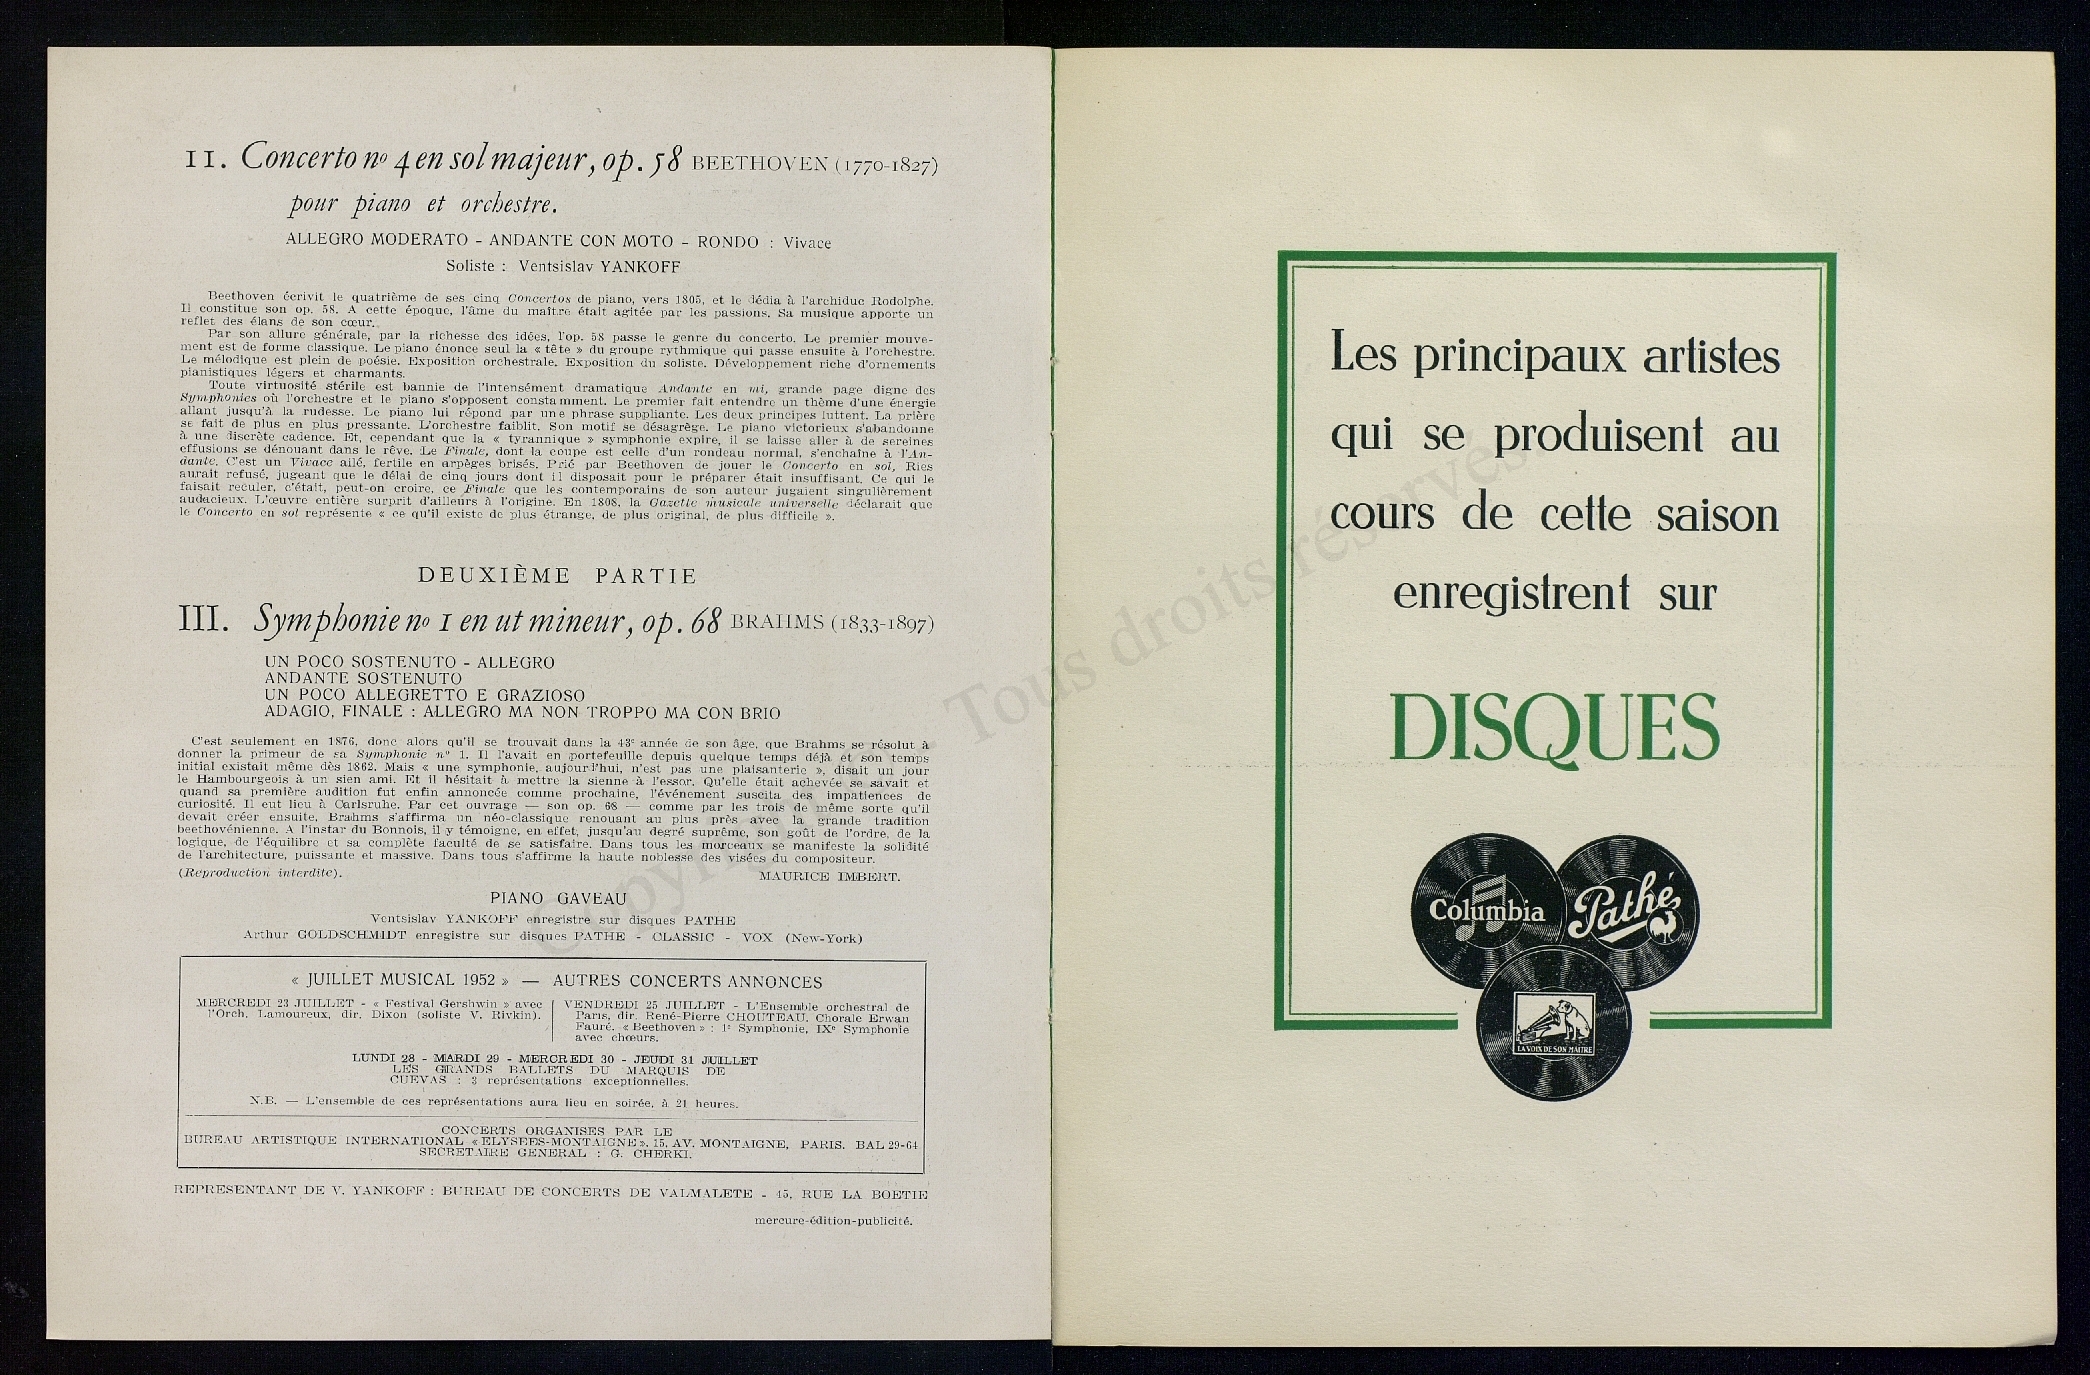 II. Concerto nº 4 en sol majeur, op. 58 BEETHOVEN (1770-1827)
pour piano et orchestre.
ALLEGRO MODERATO - ANDANTE CON MOTO - RONDO : Vivace
Soliste : Ventsislav YANKOFF
Beethoven écrivit le quatrième de ses cinq Concertos de piano, vers 1805, et le dédia à l'archiduc Rodolphe.
Il constitue son op. 58. A cette époque, l'âme du maître était agitée par les passions. Sa musique apporte un
reflet des élans de son cœur.
Par son allure générale, par la richesse des idées, l'op. 58 passe le genre du concerto. Le premier mouve-
ment est de forme classique. Le piano énonce seul la « tête » du groupe rythmique qui passe ensuite à l'orchestre.
Le mélodique est plein de poésie. Exposition orchestrale. Exposition du soliste. Développement riche d'ornements
pianistiques légers et charmants.
Toute virtuosité stérile est bannie de l'intensément dramatique Andante en mi, grande page digne des
Symphonies où l'orchestre et le piano s'opposent constamment. Le premier fait entendre un thème d'une énergie
allant jusqu'à la rudesse. Le piano lui répond par une phrase suppliante. Les deux principes luttent. La prière
se fait de plus en plus pressante. L'orchestre faiblit. Son motif se désagrège. Le piano victorieux s'abandonne
à une discrète cadence. Et, cependant que la « tyrannique » symphonie expire, il se laisse aller à de sereines
effusions se dénouant dans le rêve. Le Finale, dont la coupe est celle d'un rondeau normal, s'enchaîne à l'An-
dante. C'est un Vivace ailé, fertile en arpèges brisés. Prié par Beethoven de jouer le Concerto en sol, Ries
aurait refusé, jugeant que le délai de cinq jours dont il disposait pour le préparer était insuffisant. Ce qui le
faisait reculer, c'était, peut-on croire, ce Finale que les contemporains de son auteur jugaient singulièrement
audacieux. L'œuvre entière surprit d'ailleurs à l'origine. En 1808, la Gazette musicale universelle déclarait que
le Concerto en sol représente « ce qu'il existe de plus étrange, de plus original, de plus difficile ».
DEUXIÈME PARTIE
III. Symphonie nº 1 en ut mineur, op. 68 BRAHMS (1833-1897)
UN POCO SOSTENUTO - ALLEGRO
ANDANTE SOSTENUTO
UN POCO ALLEGRETTO E GRAZIOSO
ADAGIO, FINALE : ALLEGRO MA NON TROPPO MA CON BRIO
C'est seulement en 1876, donc alors qu'il se trouvait dans la 43e année de son âge, que Brahms se résolut à
donner la primeur de sa Symphonie nº 1. Il l'avait en portefeuille depuis quelque temps déjà et son temps
initial existait même dès 1862. Mais « une symphonie, aujourd'hui, n'est pas une plaisanterie », disait un jour
le Hambourgeois à un sien ami. Et il hésitait à mettre la sienne à l'essor. Qu'elle était achevée se savait et
quand sa première audition fut enfin annoncée comme prochaine, l'événement suscita des impatiences de
curiosité. Il eut lieu à Carlsruhe. Par cet ouvrage — son op. 68 — comme par les trois de même sorte qu'il
devait créer ensuite, Brahms s'affirma un néo-classique renouant au plus près avec la grande tradition
beethovénienne. A l'instar du Bonnois, il y témoigne, en effet, jusqu'au degré suprême, son goût de l'ordre, de la
logique, de l'équilibre et sa complète faculté de se satisfaire. Dans tous les morceaux se manifeste la solidité
de l'architecture, puissante et massive. Dans tous s'affirme la haute noblesse des visées du compositeur.
(Reproduction interdite). MAURICE IMBERT.
PIANO GAVEAU
Ventsislav YANKOFF enregistre sur disques PATHE
Arthur GOLDSCHMIDT enregistre sur disques PATHE - CLASSIC - VOX (New-York)
« JUILLET MUSICAL 1952 » — AUTRES CONCERTS ANNONCES
MERCREDI 23 JUILLET - « Festival Gershwin » avec
l'Orch. Lamoureux, dir. Dixon (soliste V. Rivkin).
VENDREDI 25 JUILLET - L'Ensemble orchestral de
Paris, dir. René-Pierre CHOUTEAU, Chorale Erwan
Fauré. « Beethoven » : 1e Symphonie, IXe Symphonie
avec chœurs.
LUNDI 28 - MARDI 29 - MERCREDI 30 - JEUDI 31 JUILLET
LES GRANDS BALLETS DU MARQUIS DE
CUEVAS : 3 représentations exceptionnelles.
N.B. — L'ensemble de ces représentations aura lieu en soirée, à 21 heures.
CONCERTS ORGANISES PAR LE
BUREAU ARTISTIQUE INTERNATIONAL « ELYSEES-MONTAIGNE », 15, AV. MONTAIGNE, PARIS. BAL 29-64
SECRETAIRE GENERAL : G. CHERKI.
REPRESENTANT DE V. YANKOFF : BUREAU DE CONCERTS DE VALMALETE - 45, RUE LA BOETIE
mercure-édition-publicité.
Les principaux artistes
qui se produisent au
cours de cette saison
enregistrent sur
DISQUES
Columbia
Pathé
LA VOIX DE SON MAITRE
Copyright - Tous droits réservés